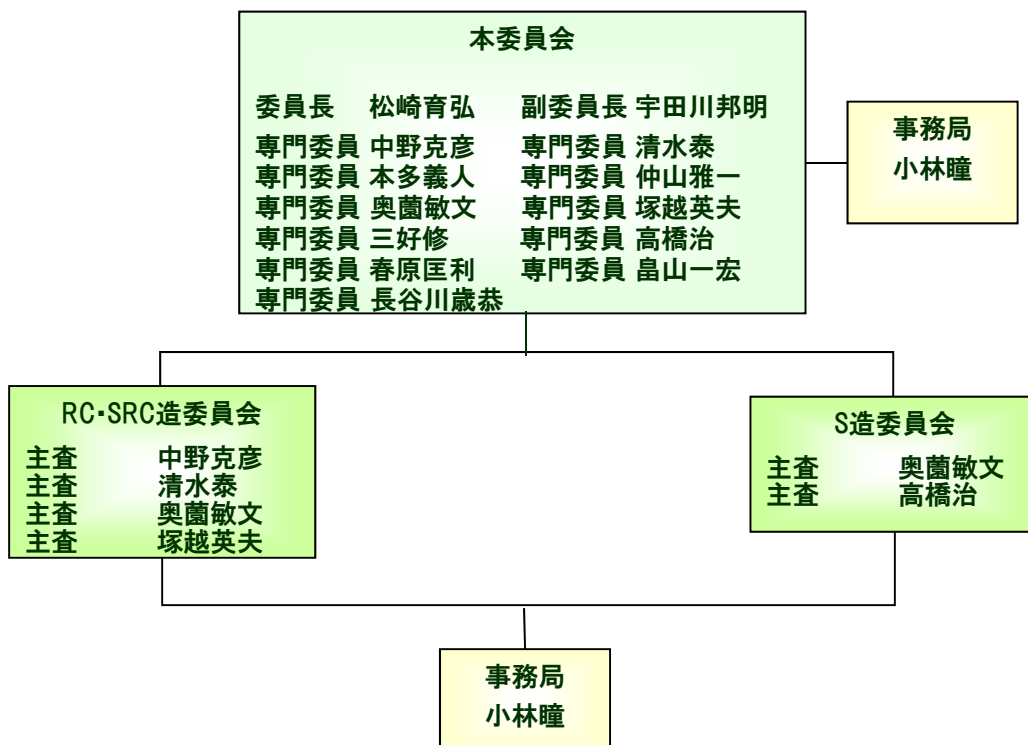 本委員会
委員長 松崎育弘 副委員長 宇田川邦明
専門委員 中野克彦 専門委員 清水泰
専門委員 本多義人 専門委員 仲山雅一
専門委員 奥薗敏文 専門委員 塚越英夫
専門委員 三好修 専門委員 高橋治
専門委員 春原匡利 専門委員 畠山一宏
専門委員 長谷川歳恭
事務局
小林瞳
RC・SRC造委員会
主査 中野克彦
主査 清水泰
主査 奥薗敏文
主査 塚越英夫
S造委員会
主査 奥薗敏文
主査 高橋治
事務局
小林瞳